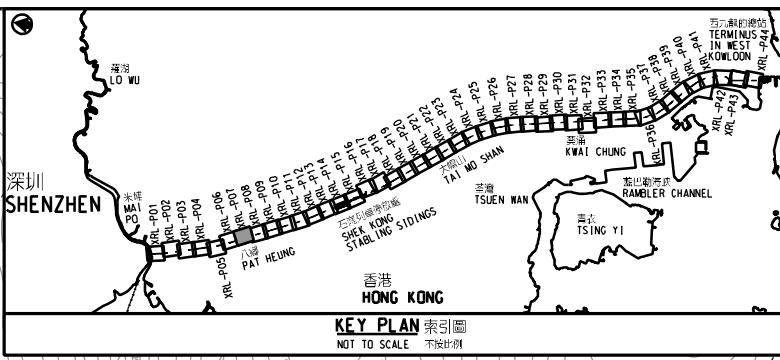 羅湖
LO WU
深圳
SHENZHEN
米埔
MAI
PO
XRL-P01
XRL-P02
XRL-P03
XRL-P04
XRL-P05
XRL-P06
XRL-P07
XRL-P08
XRL-P09
XRL-P10
XRL-P11
XRL-P12
XRL-P13
XRL-P14
XRL-P15
XRL-P16
XRL-P17
XRL-P18
XRL-P19
XRL-P20
XRL-P21
XRL-P22
XRL-P23
XRL-P24
XRL-P25
XRL-P26
XRL-P27
XRL-P28
XRL-P29
XRL-P30
XRL-P31
XRL-P32
XRL-P33
XRL-P34
XRL-P35
XRL-P36
XRL-P37
XRL-P38
XRL-P39
XRL-P40
XRL-P41
XRL-P42
XRL-P43
XRL-P44
西九龍總站
TERMINUS
IN WEST
KOWLOON
八鄉
PAT HEUNG
SHEK KONG
STABLING SIDINGS
大帽山
TAI MO SHAN
葵涌
KWAI CHUNG
荃灣
TSUEN WAN
藍巴勒海峽
RAMBLER CHANNEL
青衣
TSING YI
香港
HONG KONG
KEY PLAN 索引圖
NOT TO SCALE 不按比例